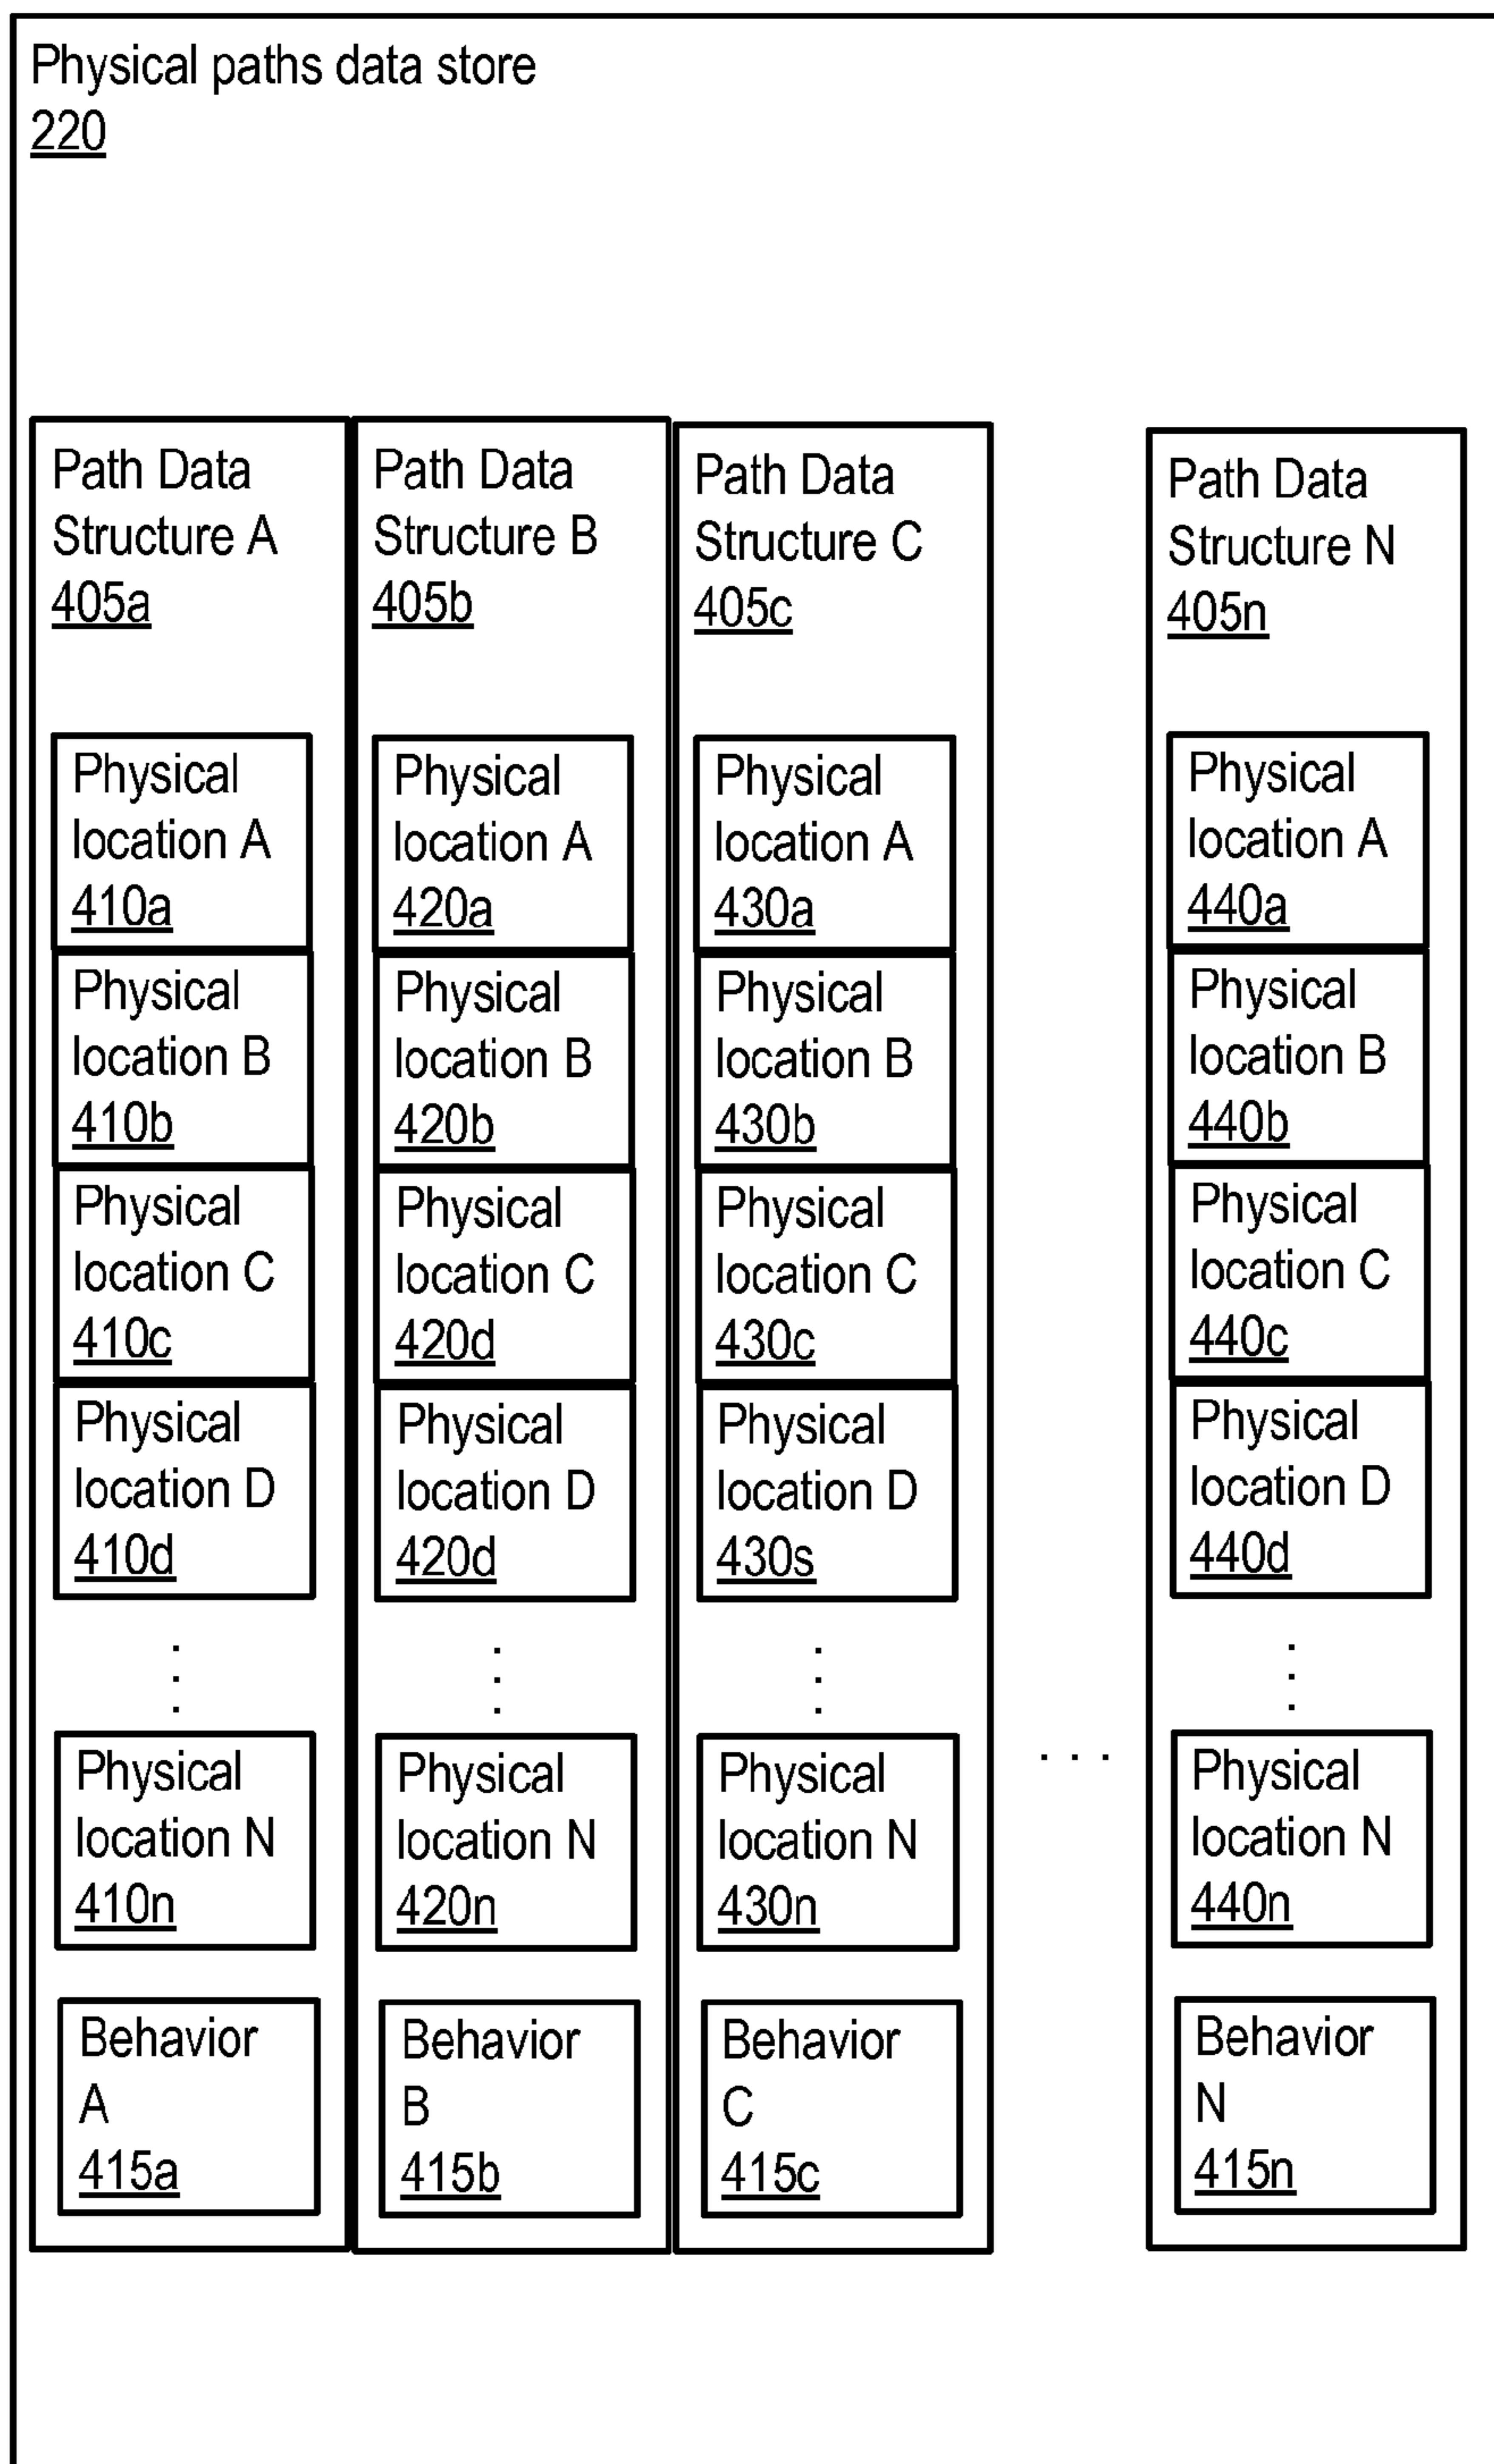 Physical paths data store
220
Path Data
Structure A
405a
Physical
location A
410a
Physical
location B
410b
Physical
location C
410c
Physical
location D
410d
Physical
location N
410n
Behavior
A
415a
Path Data
Structure B
405b
Physical
location A
420a
Physical
location B
420b
Physical
location C
420d
Physical
location D
420d
Physical
location N
420n
Behavior
B
415b
Path Data
Structure C
405c
Physical
location A
430a
Physical
location B
430b
Physical
location C
430c
Physical
location D
430s
Physical
location N
430n
Behavior
C
415c
. . .
Path Data
Structure N
405n
Physical
location A
440a
Physical
location B
440b
Physical
location C
440c
Physical
location D
440d
Physical
location N
440n
Behavior
N
415n